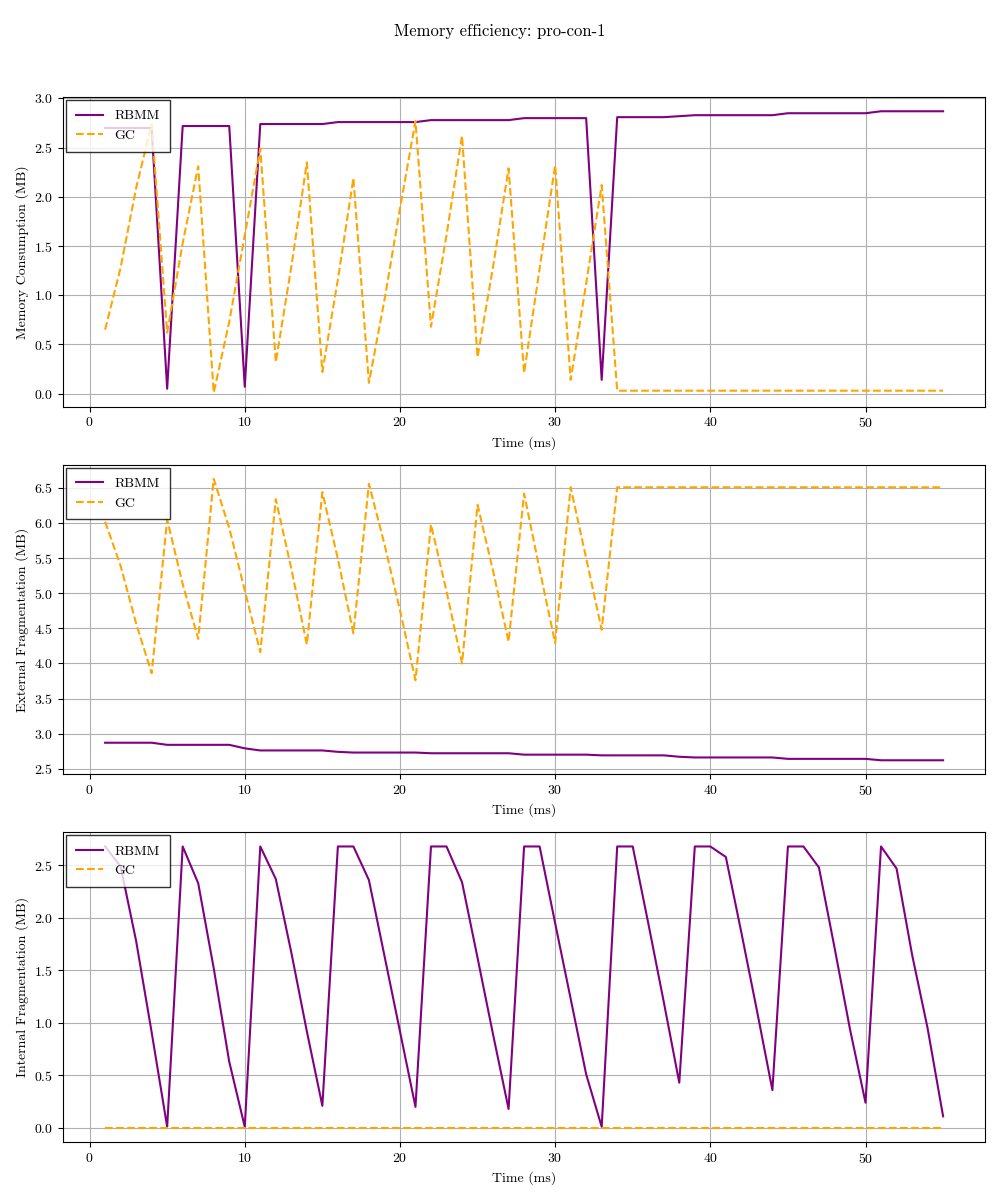 Memory efficiency: pro-con-1
RBMM
GC
3.0
2.5
2.0
1.5
1.0
0.5
0.0
Memory Consumption (MB)
0 10 20 30 40 50
Time (ms)
RBMM
GC
6.5
6.0
5.5
5.0
4.5
4.0
3.5
3.0
2.5
External Fragmentation (MB)
0 10 20 30 40 50
Time (ms)
RBMM
GC
2.5
2.0
1.5
1.0
0.5
0.0
Internal Fragmentation (MB)
0 10 20 30 40 50
Time (ms)